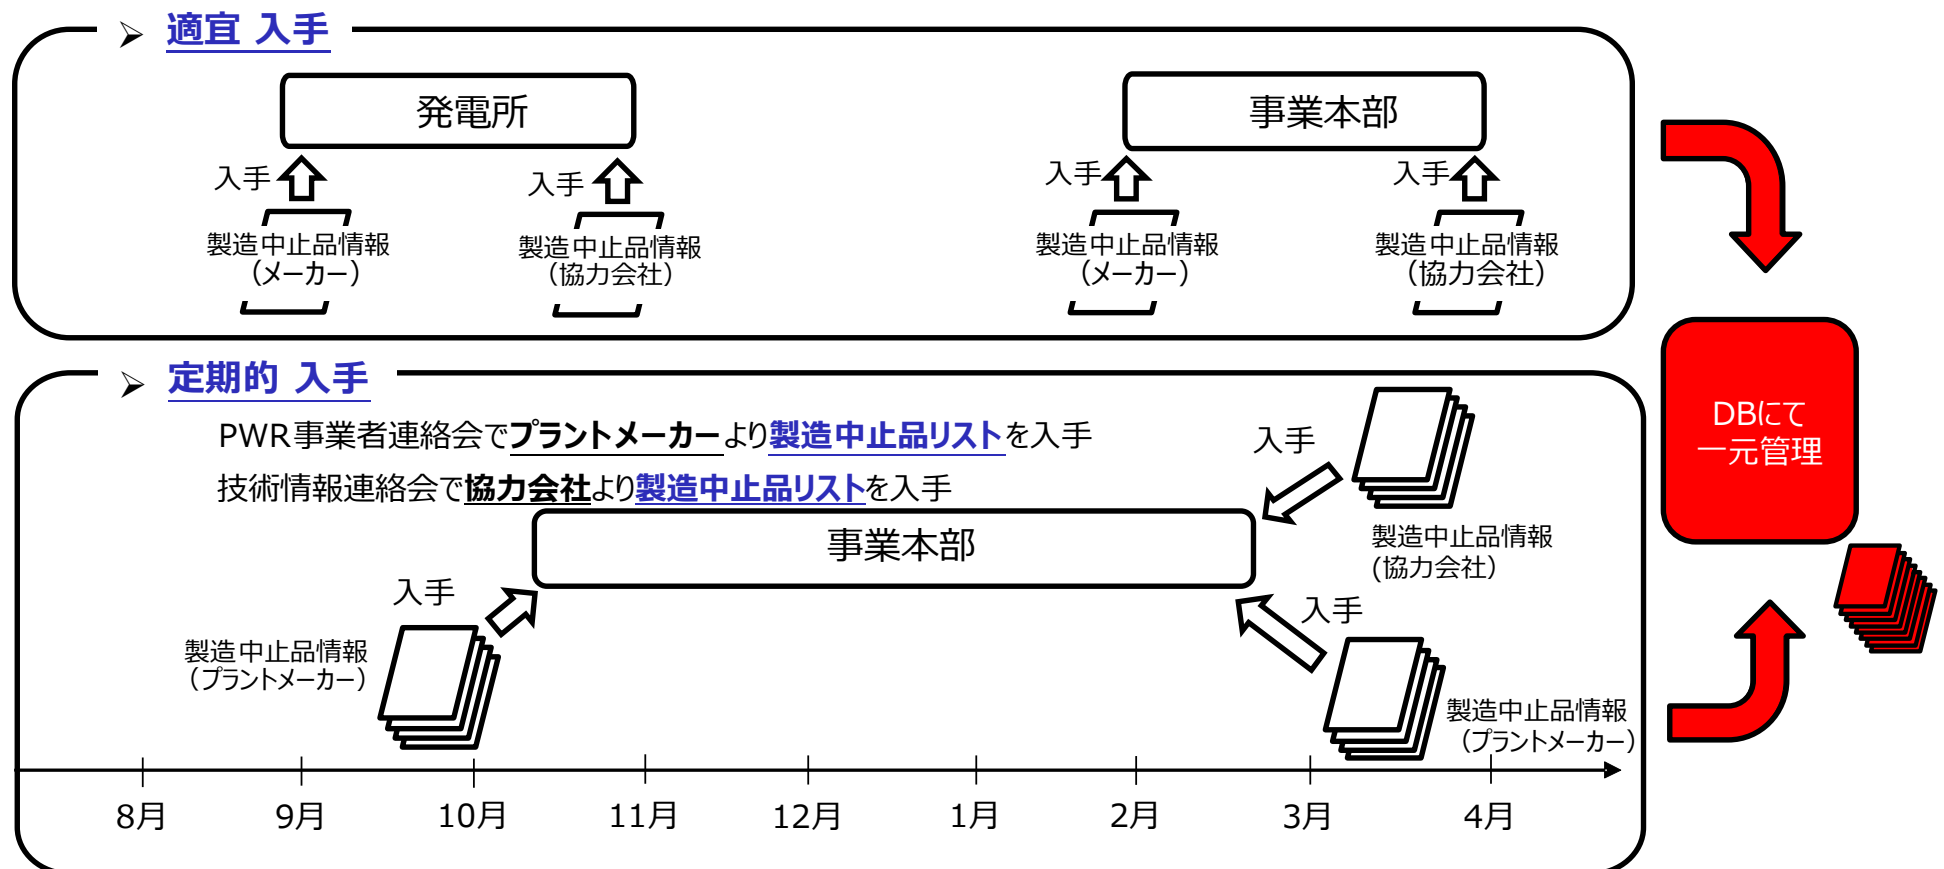 ➢ 適宜 入手
発電所
事業本部
入手
入手
入手
入手
製造中止品情報
（メーカー）
製造中止品情報
（協力会社）
製造中止品情報
（メーカー）
製造中止品情報
（協力会社）
➢ 定期的 入手
PWR事業者連絡会でプラントメーカーより製造中止品リストを入手
技術情報連絡会で協力会社より製造中止品リストを入手
入手
製造中止品情報
(協力会社）
事業本部
入手
製造中止品情報
（プラントメーカー）
入手
製造中止品情報
（プラントメーカー）
8月 9月 10月 11月 12月 1月 2月 3月 4月
DBにて
一元管理